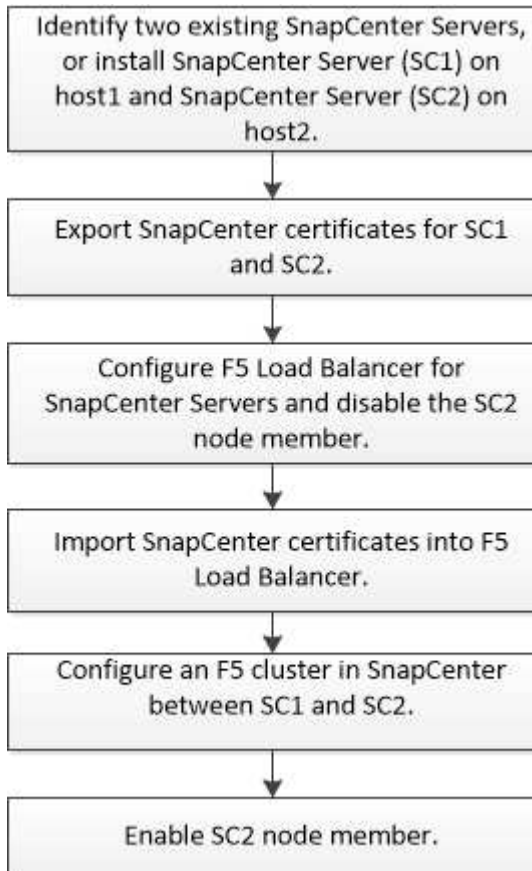 Identify two existing SnapCenter Servers,
or install SnapCenter Server (SC1) on
host1 and SnapCenter Server (SC2) on
host2.
Export SnapCenter certificates for SC1
and SC2.
Configure F5 Load Balancer for
SnapCenter Servers and disable the SC2
node member.
Import SnapCenter certificates into F5
Load Balancer.
Configure an F5 cluster in SnapCenter
between SC1 and SC2.
Enable SC2 node member.